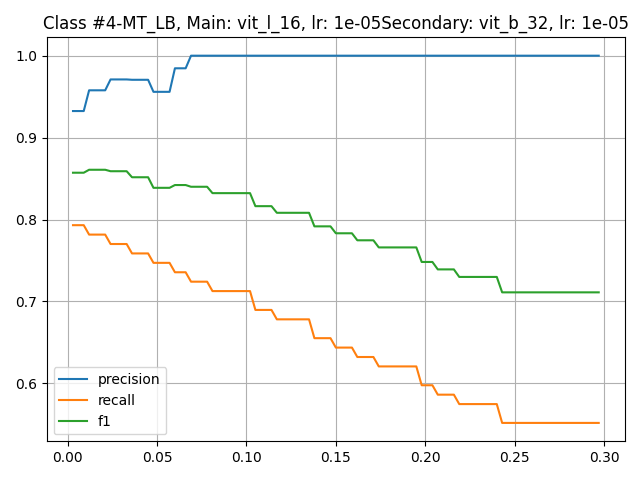 Class #4-MT_LB, Main: vit_l_16, lr: 1e-05Secondary: vit_b_32, lr: 1e-05
1.0
0.9
0.8
0.7
0.6
precision
recall
f1
0.00 0.05 0.10 0.15 0.20 0.25 0.30